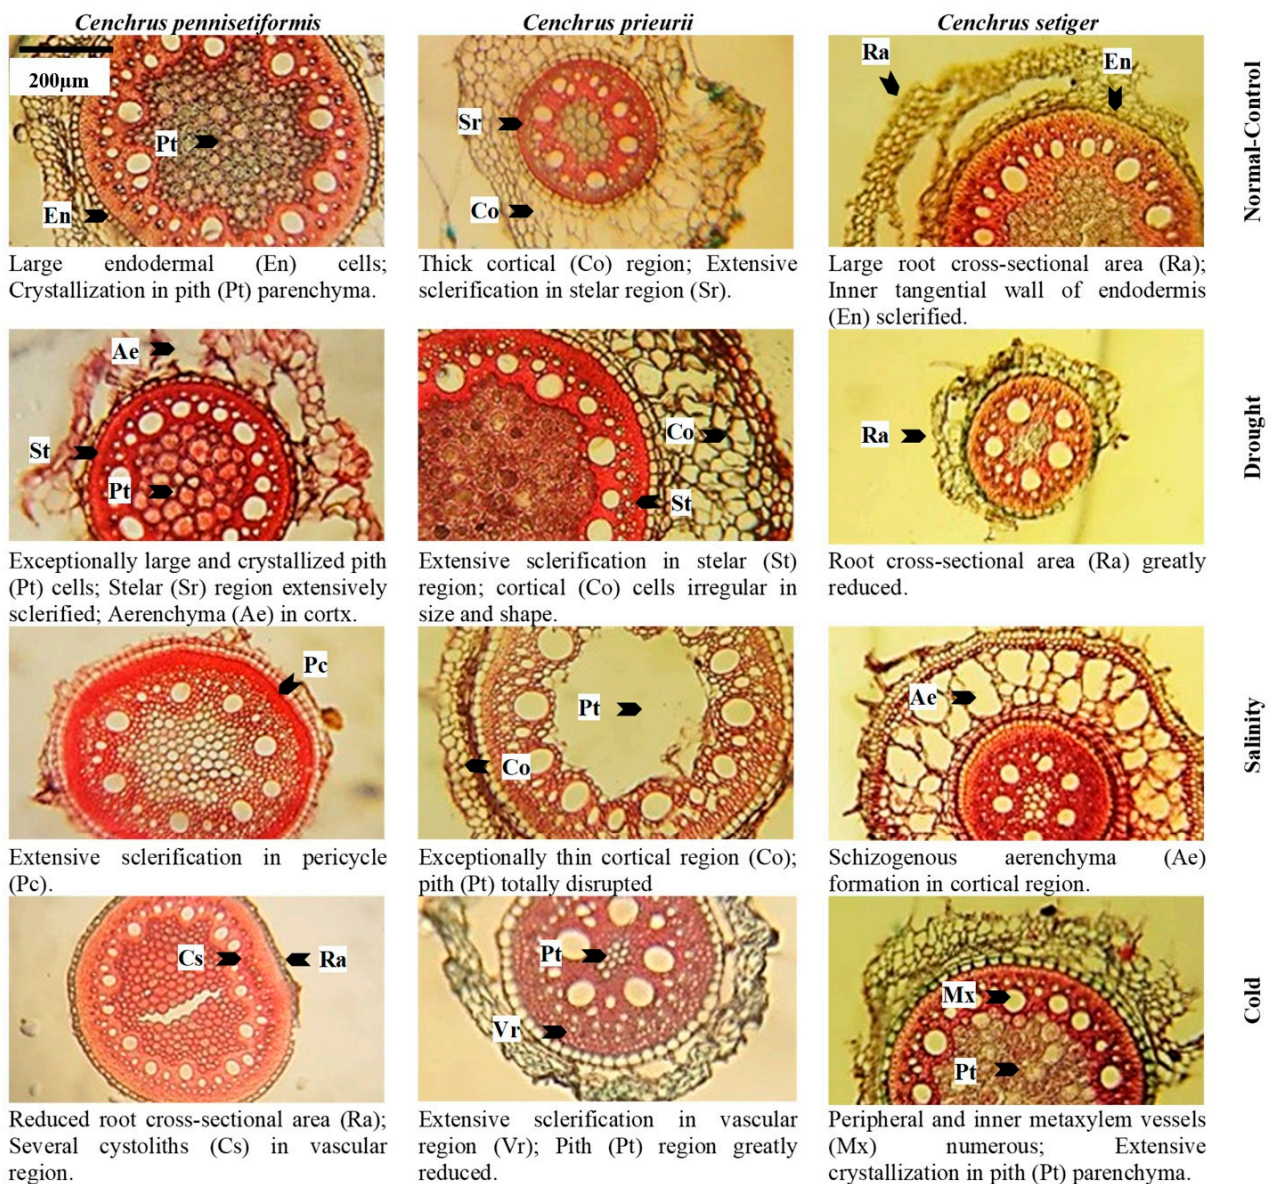 Cenchrus pennisetiformis
Cenchrus prieurii
Cenchrus setiger
200µm
Pt
En
Sr
Co
Ra
En
Normal-Control
Large endodermal (En) cells;
Crystallization in pith (Pt) parenchyma.
Thick cortical (Co) region; Extensive
sclerification in stelar region (Sr).
Large root cross-sectional area (Ra);
Inner tangential wall of endodermis
(En) sclerified.
Ae
St
Pt
Co
St
Ra
Drought
Exceptionally large and crystallized pith
(Pt) cells; Stelar (Sr) region extensively
sclerified; Aerenchyma (Ae) in cortx.
Extensive sclerification in stelar (St)
region; cortical (Co) cells irregular in
size and shape.
Root cross-sectional area (Ra) greatly
reduced.
Pc
Pt
Co
Ae
Salinity
Extensive sclerification in pericycle
(Pc).
Exceptionally thin cortical region (Co);
pith (Pt) totally disrupted
Schizogenous aerenchyma (Ae)
formation in cortical region.
Cs
Ra
Pt
Vr
Mx
Pt
Cold
Reduced root cross-sectional area (Ra);
Several cystoliths (Cs) in vascular
region.
Extensive sclerification in vascular
region (Vr); Pith (Pt) region greatly
reduced.
Peripheral and inner metaxylem vessels
(Mx) numerous; Extensive
crystallization in pith (Pt) parenchyma.